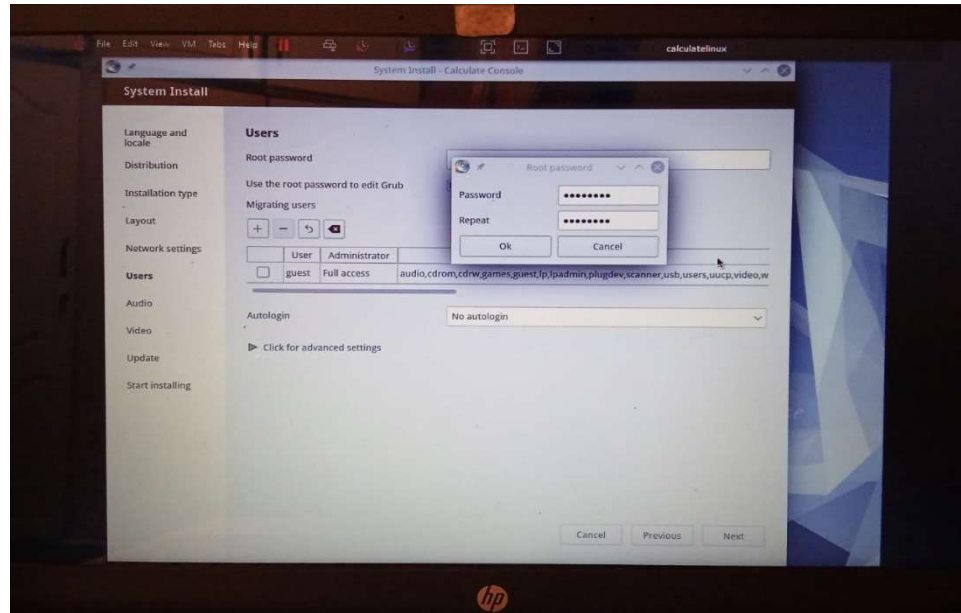 File Edit View VM Tabs Help
calculatelinux
System Install - Calculate Console
System Install
Language and locale
Distribution
Installation type
Layout
Network settings
Users
Audio
Video
Update
Start installing
Users
Root password
Use the root password to edit Grub
Migrating users
User Administrator
guest Full access audio,cdrom,cdrw,games,guest,lp,lpadmin,plugdev,scanner,usb,users,uucp,video,w
Autologin No autologin
Click for advanced settings
Root password
Password ••••••••
Repeat ••••••••
Ok Cancel
Cancel Previous Next
hp